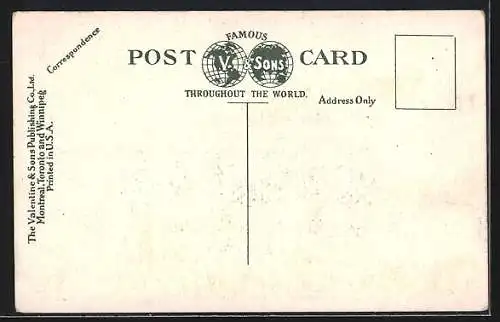 FAMOUS
POST V. & SONS CARD
THROUGHOUT THE WORLD.
Correspondence
Address Only
The Valentine & Sons Publishing Co., Ltd.
Montreal, Toronto and Winnipeg
Printed in U.S.A.